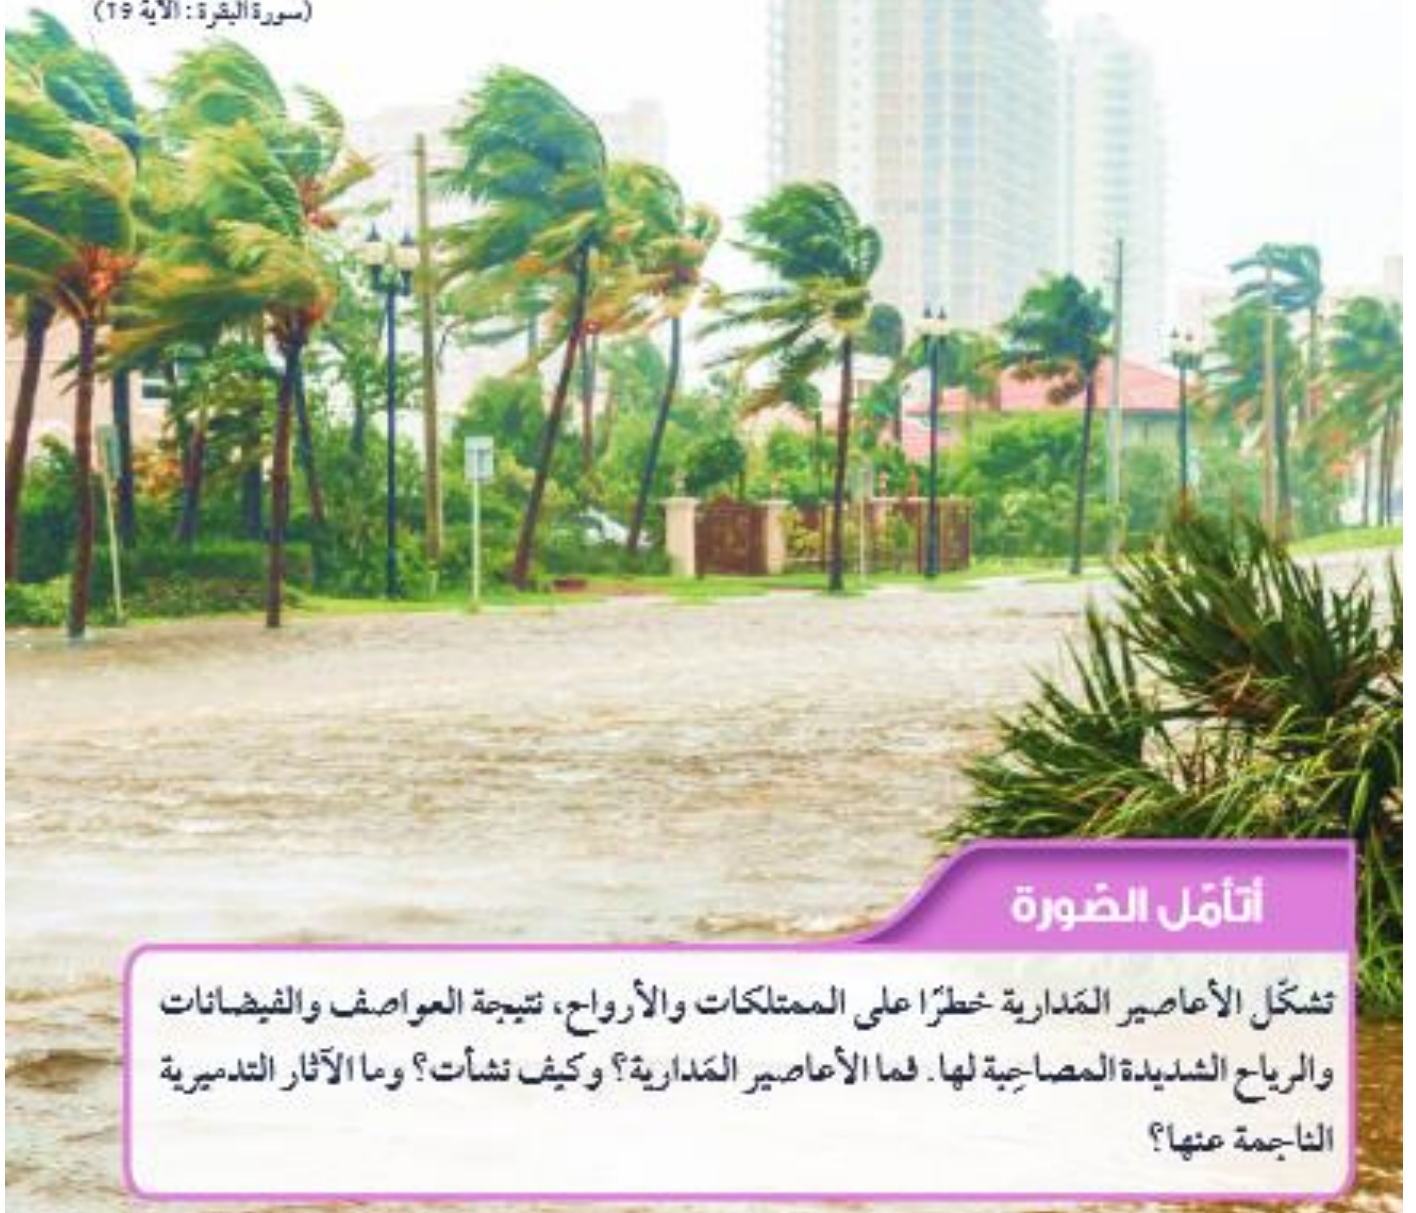 (سورة البقرة: الآية 19)
أتأمّل الصّورة
تشكّل الأعاصير المَدارية خطرًا على الممتلكات والأرواح، نتيجة العواصف والفيضانات
والرياح الشديدة المصاحِبة لها. فما الأعاصير المَدارية؟ وكيف نشأت؟ وما الآثار التدميرية
الناجمة عنها؟